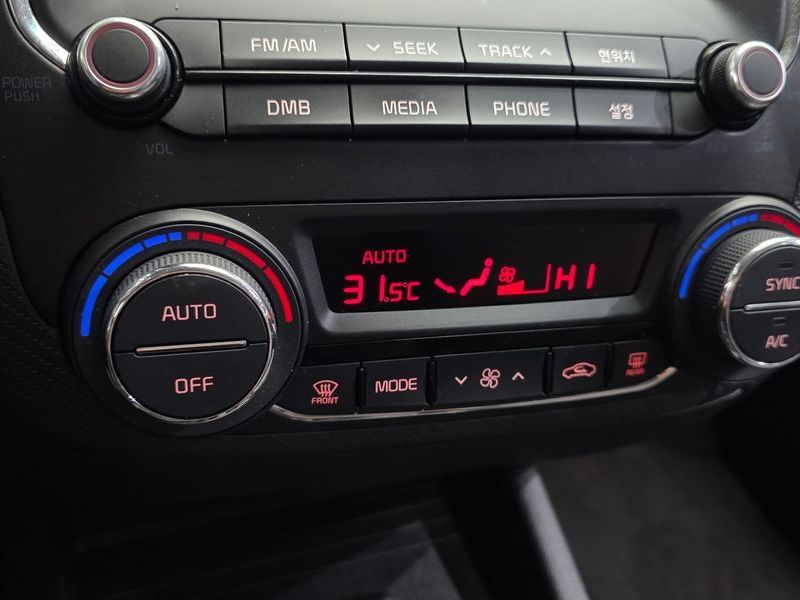 FM/AM SEEK TRACK 현위치
POWER
PUSH
DMB MEDIA PHONE 설정
VOL
AUTO
31.5°C HI
AUTO
OFF
SYNC
A/C
FRONT
MODE
REAR